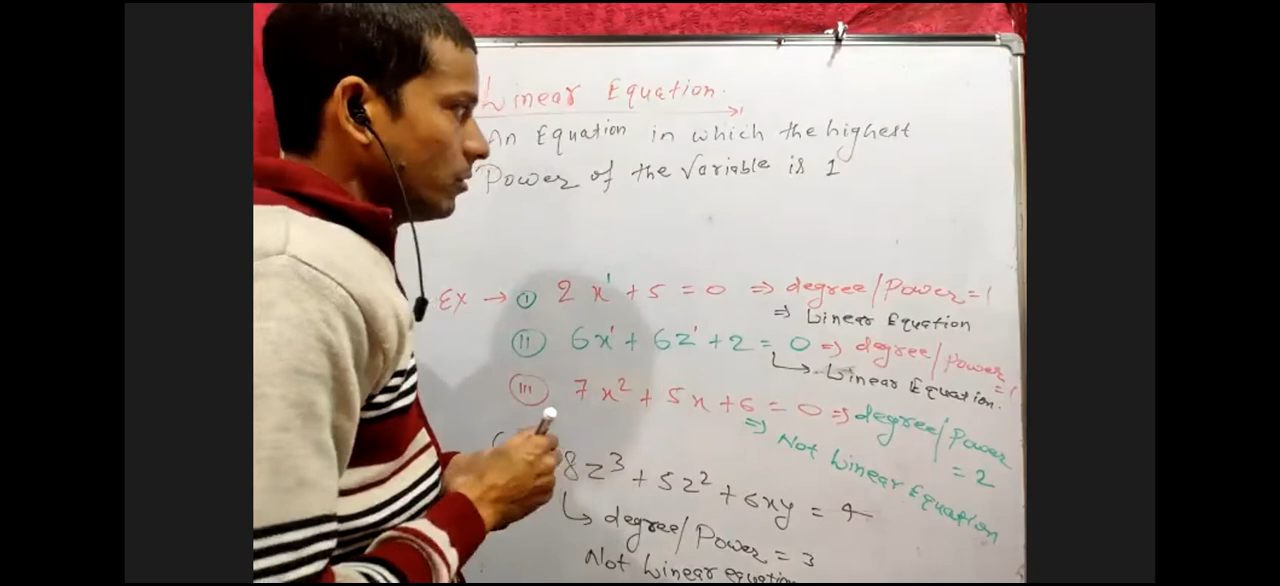 Linear Equation.
An Equation in which the highest
Power of the Variable is 1
Ex → (i) 2x¹ + 5 = 0 ⇒ degree/Power = 1
⇒ Linear Equation
(ii) 6x¹ + 6z¹ + 2 = 0 ⇒ degree/Power = 1
↳ Linear Equation.
(iii) 7x² + 5x + 6 = 0 ⇒ degree/Power = 2
⇒ Not Linear Equation
8z³ + 5z² + 6xy = 4
↳ degree/Power = 3
Not Linear equation